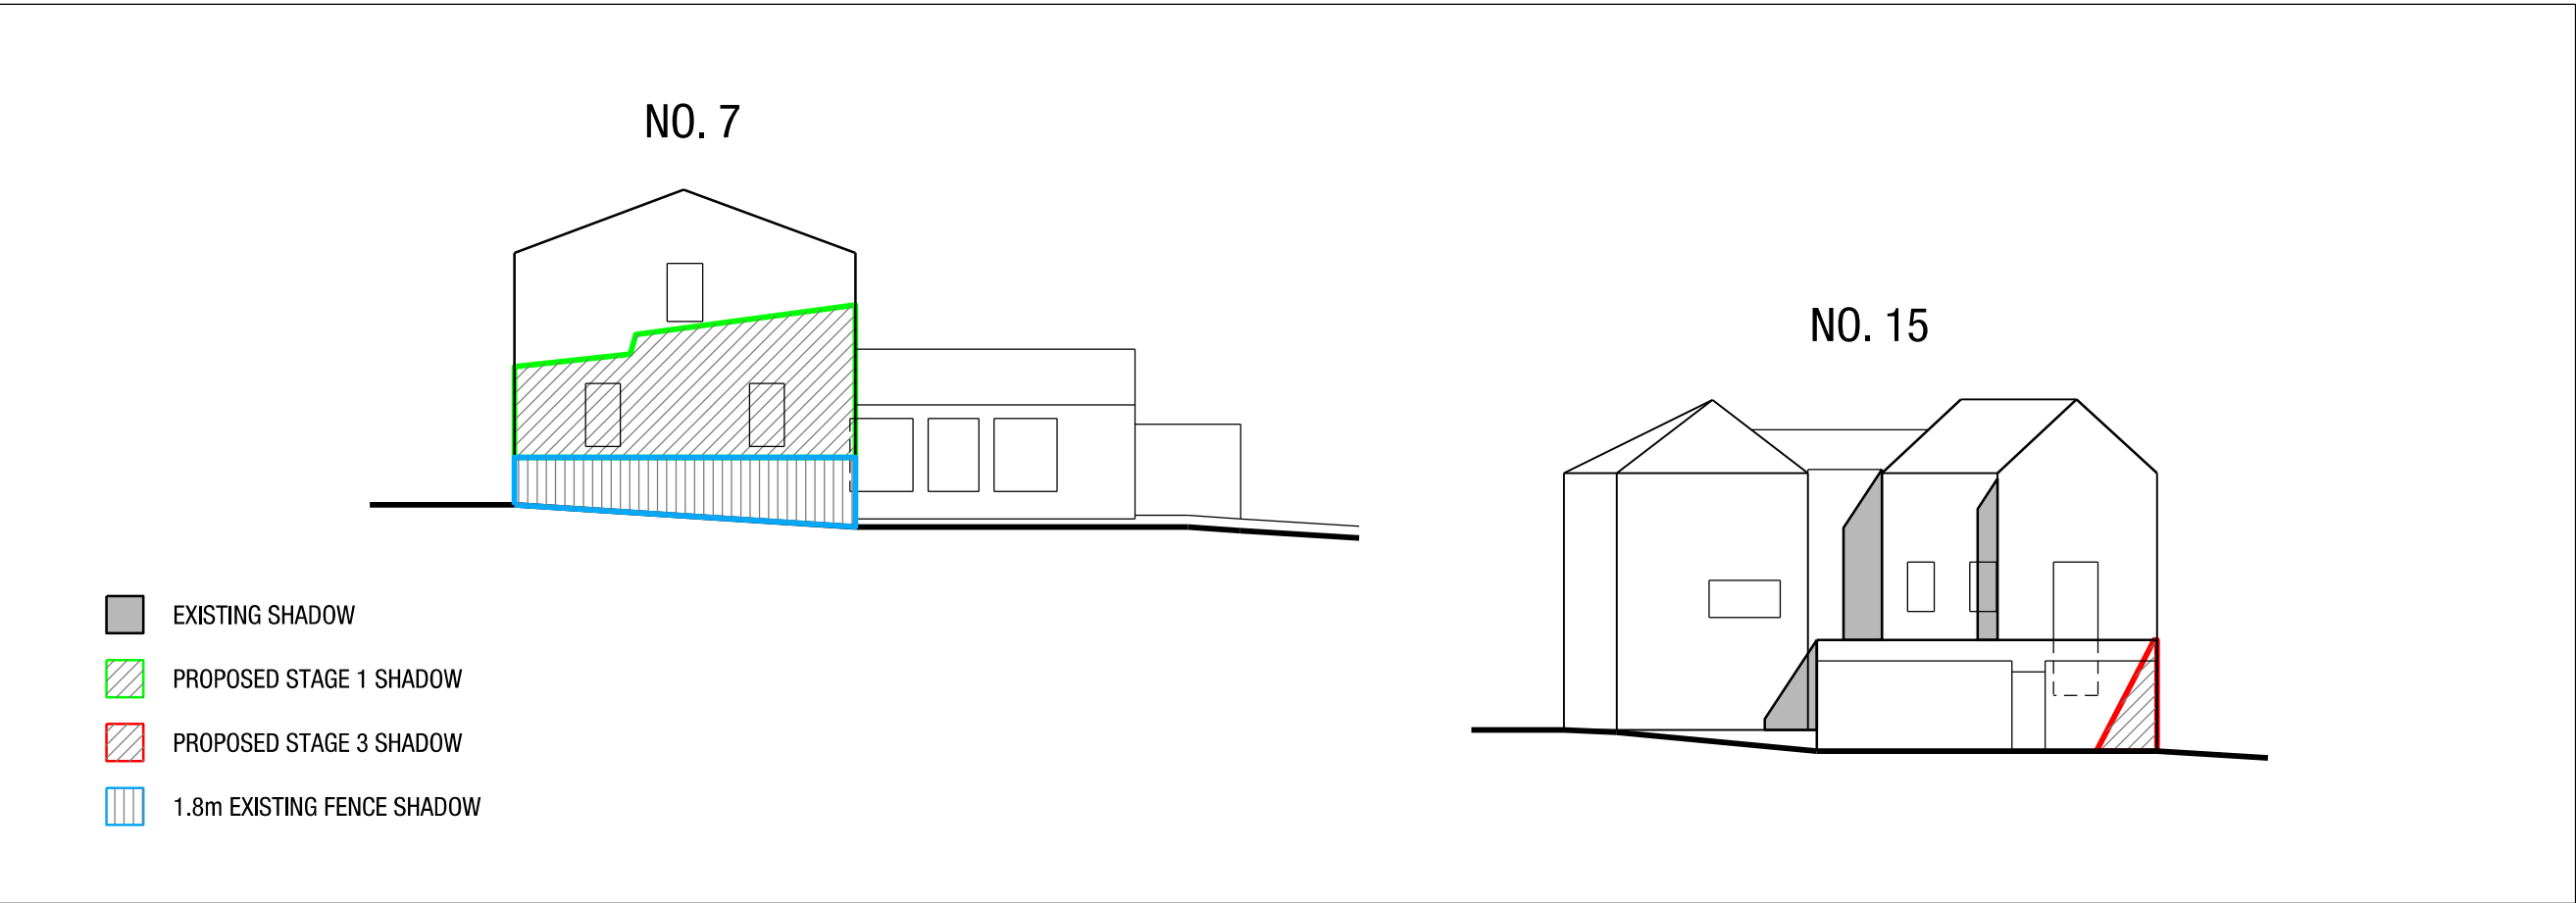 NO. 7
NO. 15
EXISTING SHADOW
PROPOSED STAGE 1 SHADOW
PROPOSED STAGE 3 SHADOW
1.8m EXISTING FENCE SHADOW